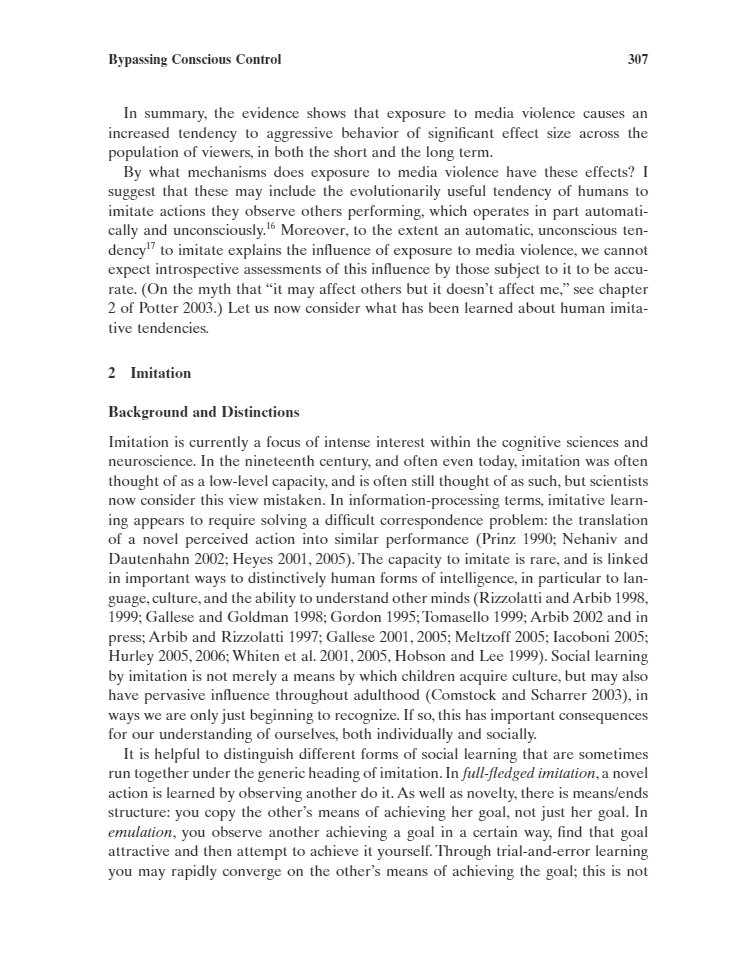 Bypassing Conscious Control 307
In summary, the evidence shows that exposure to media violence causes an
increased tendency to aggressive behavior of significant effect size across the
population of viewers, in both the short and the long term.
By what mechanisms does exposure to media violence have these effects? I
suggest that these may include the evolutionarily useful tendency of humans to
imitate actions they observe others performing, which operates in part automati-
cally and unconsciously.16 Moreover, to the extent an automatic, unconscious ten-
dency17 to imitate explains the influence of exposure to media violence, we cannot
expect introspective assessments of this influence by those subject to it to be accu-
rate. (On the myth that “it may affect others but it doesn’t affect me,” see chapter
2 of Potter 2003.) Let us now consider what has been learned about human imita-
tive tendencies.
2 Imitation
Background and Distinctions
Imitation is currently a focus of intense interest within the cognitive sciences and
neuroscience. In the nineteenth century, and often even today, imitation was often
thought of as a low-level capacity, and is often still thought of as such, but scientists
now consider this view mistaken. In information-processing terms, imitative learn-
ing appears to require solving a difficult correspondence problem: the translation
of a novel perceived action into similar performance (Prinz 1990; Nehaniv and
Dautenhahn 2002; Heyes 2001, 2005). The capacity to imitate is rare, and is linked
in important ways to distinctively human forms of intelligence, in particular to lan-
guage, culture, and the ability to understand other minds (Rizzolatti and Arbib 1998,
1999; Gallese and Goldman 1998; Gordon 1995; Tomasello 1999; Arbib 2002 and in
press; Arbib and Rizzolatti 1997; Gallese 2001, 2005; Meltzoff 2005; Iacoboni 2005;
Hurley 2005, 2006; Whiten et al. 2001, 2005, Hobson and Lee 1999). Social learning
by imitation is not merely a means by which children acquire culture, but may also
have pervasive influence throughout adulthood (Comstock and Scharrer 2003), in
ways we are only just beginning to recognize. If so, this has important consequences
for our understanding of ourselves, both individually and socially.
It is helpful to distinguish different forms of social learning that are sometimes
run together under the generic heading of imitation. In full-fledged imitation, a novel
action is learned by observing another do it. As well as novelty, there is means/ends
structure: you copy the other’s means of achieving her goal, not just her goal. In
emulation, you observe another achieving a goal in a certain way, find that goal
attractive and then attempt to achieve it yourself. Through trial-and-error learning
you may rapidly converge on the other’s means of achieving the goal; this is not